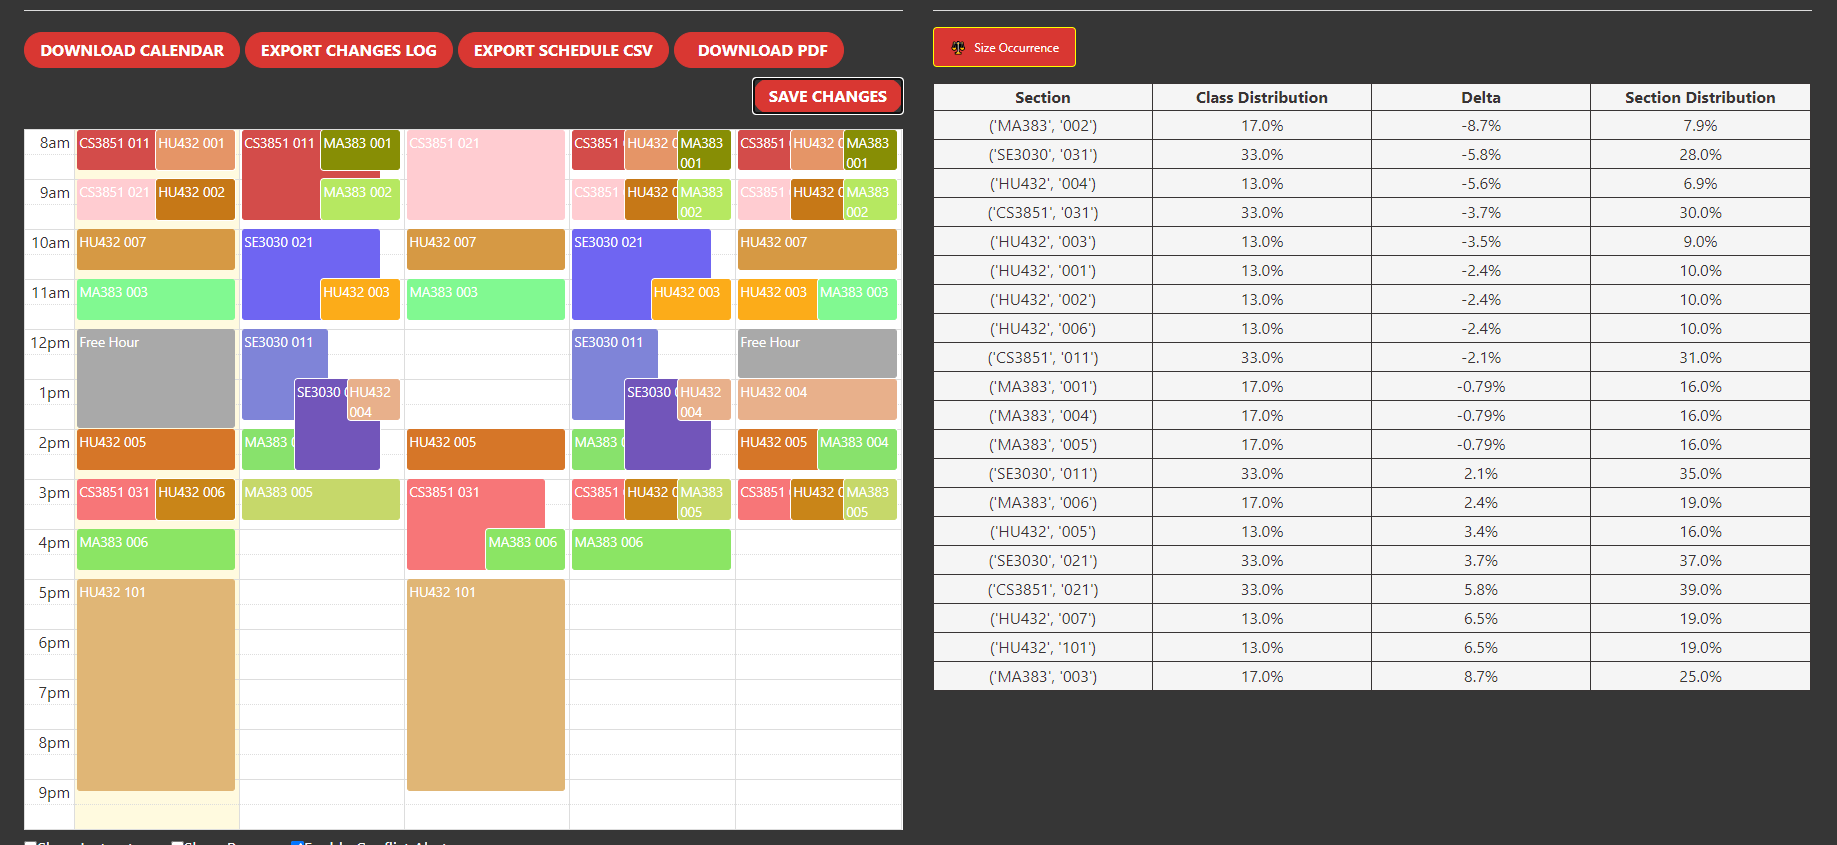 DOWNLOAD CALENDAR EXPORT CHANGES LOG EXPORT SCHEDULE CSV DOWNLOAD PDF
SAVE CHANGES
8am CS3851 011 HU432 001 CS3851 011 MA383 001 CS3851 021 CS3851 HU432 MA383 001 CS3851 HU432 MA383 001
9am CS3851 021 HU432 002 MA383 002 CS3851 HU432 MA383 002 CS3851 HU432 MA383 002
10am HU432 007 SE3030 021 HU432 007 SE3030 021 HU432 007
11am MA383 003 HU432 003 MA383 003 HU432 003 HU432 003 MA383 003
12pm Free Hour SE3030 011 SE3030 011 Free Hour
1pm SE3030 HU432 004 SE3030 HU432 004 HU432 004
2pm HU432 005 MA383 HU432 005 MA383 HU432 005 MA383 004
3pm CS3851 031 HU432 006 MA383 005 CS3851 031 CS3851 HU432 MA383 005 CS3851 HU432 MA383 005
4pm MA383 006 MA383 006 MA383 006
5pm HU432 101 HU432 101
6pm
7pm
8pm
9pm
Size Occurrence
Section Class Distribution Delta Section Distribution
('MA383', '002') 17.0% -8.7% 7.9%
('SE3030', '031') 33.0% -5.8% 28.0%
('HU432', '004') 13.0% -5.6% 6.9%
('CS3851', '031') 33.0% -3.7% 30.0%
('HU432', '003') 13.0% -3.5% 9.0%
('HU432', '001') 13.0% -2.4% 10.0%
('HU432', '002') 13.0% -2.4% 10.0%
('HU432', '006') 13.0% -2.4% 10.0%
('CS3851', '011') 33.0% -2.1% 31.0%
('MA383', '001') 17.0% -0.79% 16.0%
('MA383', '004') 17.0% -0.79% 16.0%
('MA383', '005') 17.0% -0.79% 16.0%
('SE3030', '011') 33.0% 2.1% 35.0%
('MA383', '006') 17.0% 2.4% 19.0%
('HU432', '005') 13.0% 3.4% 16.0%
('SE3030', '021') 33.0% 3.7% 37.0%
('CS3851', '021') 33.0% 5.8% 39.0%
('HU432', '007') 13.0% 6.5% 19.0%
('HU432', '101') 13.0% 6.5% 19.0%
('MA383', '003') 17.0% 8.7% 25.0%